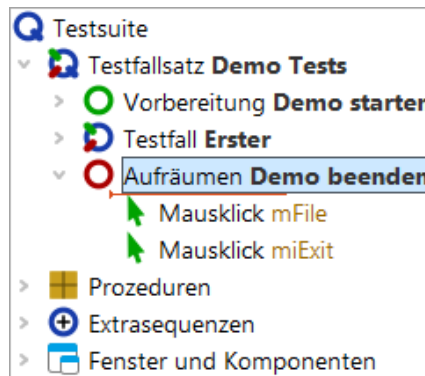 Testsuite
Testfallsatz Demo Tests
Vorbereitung Demo starten
Testfall Erster
Aufräumen Demo beenden
Mausklick mFile
Mausklick miExit
Prozeduren
Extrasequenzen
Fenster und Komponenten